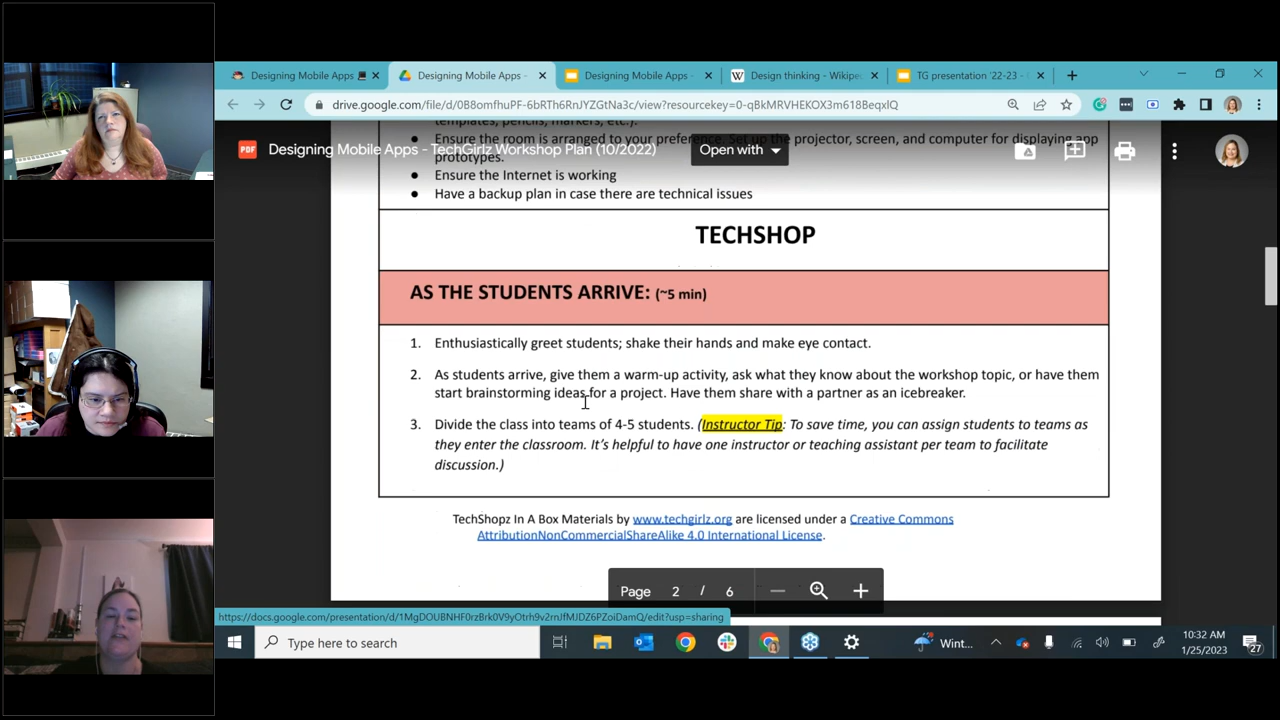 Designing Mobile Apps
Designing Mobile Apps -
Designing Mobile Apps -
Design thinking - Wikipe
TG presentation '22-23 -
drive.google.com/file/d/0B8omfhuPF-6bRTh6RnJYZGtNa3c/view?resourcekey=0-qBkMRVHEKOX3m618BeqxIQ
templates, pencils, markers, etc.).
● Ensure the room is arranged to your preference. Set up the projector, screen, and computer for displaying app
prototypes.
PDF Designing Mobile Apps - TechGirlz Workshop Plan (10/2022)
Open with
● Ensure the Internet is working
● Have a backup plan in case there are technical issues
TECHSHOP
AS THE STUDENTS ARRIVE: (~5 min)
1. Enthusiastically greet students; shake their hands and make eye contact.
2. As students arrive, give them a warm-up activity, ask what they know about the workshop topic, or have them
start brainstorming ideas for a project. Have them share with a partner as an icebreaker.
3. Divide the class into teams of 4-5 students. (Instructor Tip: To save time, you can assign students to teams as
they enter the classroom. It's helpful to have one instructor or teaching assistant per team to facilitate
discussion.)
TechShopz In A Box Materials by www.techgirlz.org are licensed under a Creative Commons
AttributionNonCommercialShareAlike 4.0 International License.
Page 2 / 6
https://docs.google.com/presentation/d/1MgDOUBNHF0rzBrk0V9yOtrh9v2rnJfMJDZ6PZoiDamQ/edit?usp=sharing
Type here to search
Wint...
10:32 AM
1/25/2023
27